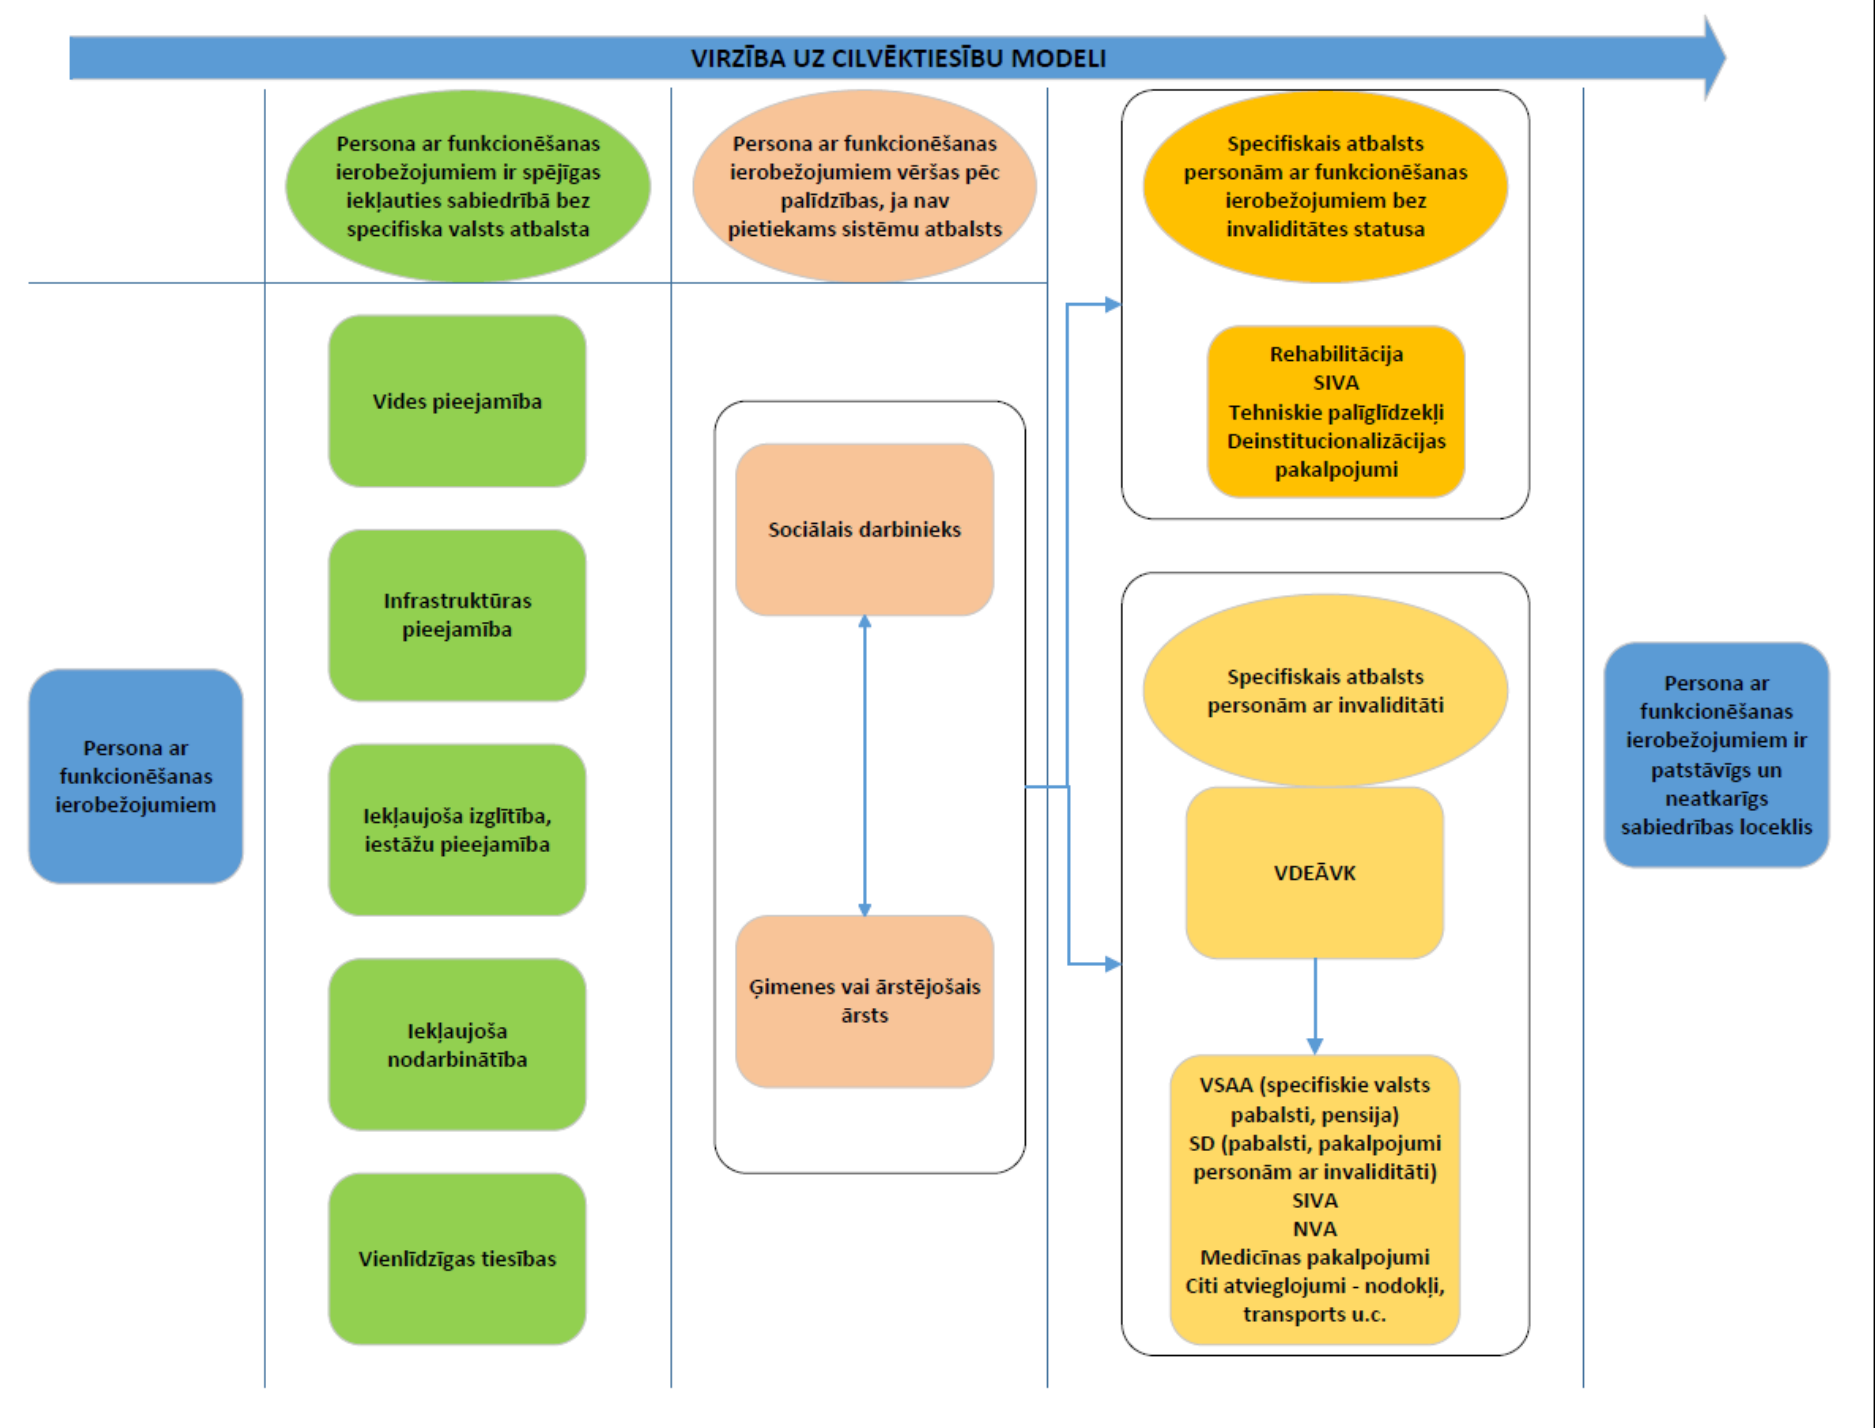 VIRZĪBA UZ CILVĒKTIESĪBU MODELI
Persona ar
funkcionēšanas
ierobežojumiem
Persona ar funkcionēšanas
ierobežojumiem ir spējīgas
iekļauties sabiedrībā bez
specifiska valsts atbalsta
Vides pieejamība
Infrastruktūras
pieejamība
Iekļaujoša izglītība,
iestāžu pieejamība
Iekļaujoša
nodarbinātība
Vienlīdzīgas tiesības
Persona ar funkcionēšanas
ierobežojumiem vēršas pēc
palīdzības, ja nav
pietiekams sistēmu atbalsts
Sociālais darbinieks
Ģimenes vai ārstējošais
ārsts
Specifiskais atbalsts
personām ar funkcionēšanas
ierobežojumiem bez
invaliditātes statusa
Rehabilitācija
SIVA
Tehniskie palīglīdzekļi
Deinstitucionalizācijas
pakalpojumi
Specifiskais atbalsts
personām ar invaliditāti
VDEĀVK
VSAA (specifiskie valsts
pabalsti, pensija)
SD (pabalsti, pakalpojumi
personām ar invaliditāti)
SIVA
NVA
Medicīnas pakalpojumi
Citi atvieglojumi - nodokļi,
transports u.c.
Persona ar
funkcionēšanas
ierobežojumiem ir
patstāvīgs un
neatkarīgs
sabiedrības loceklis